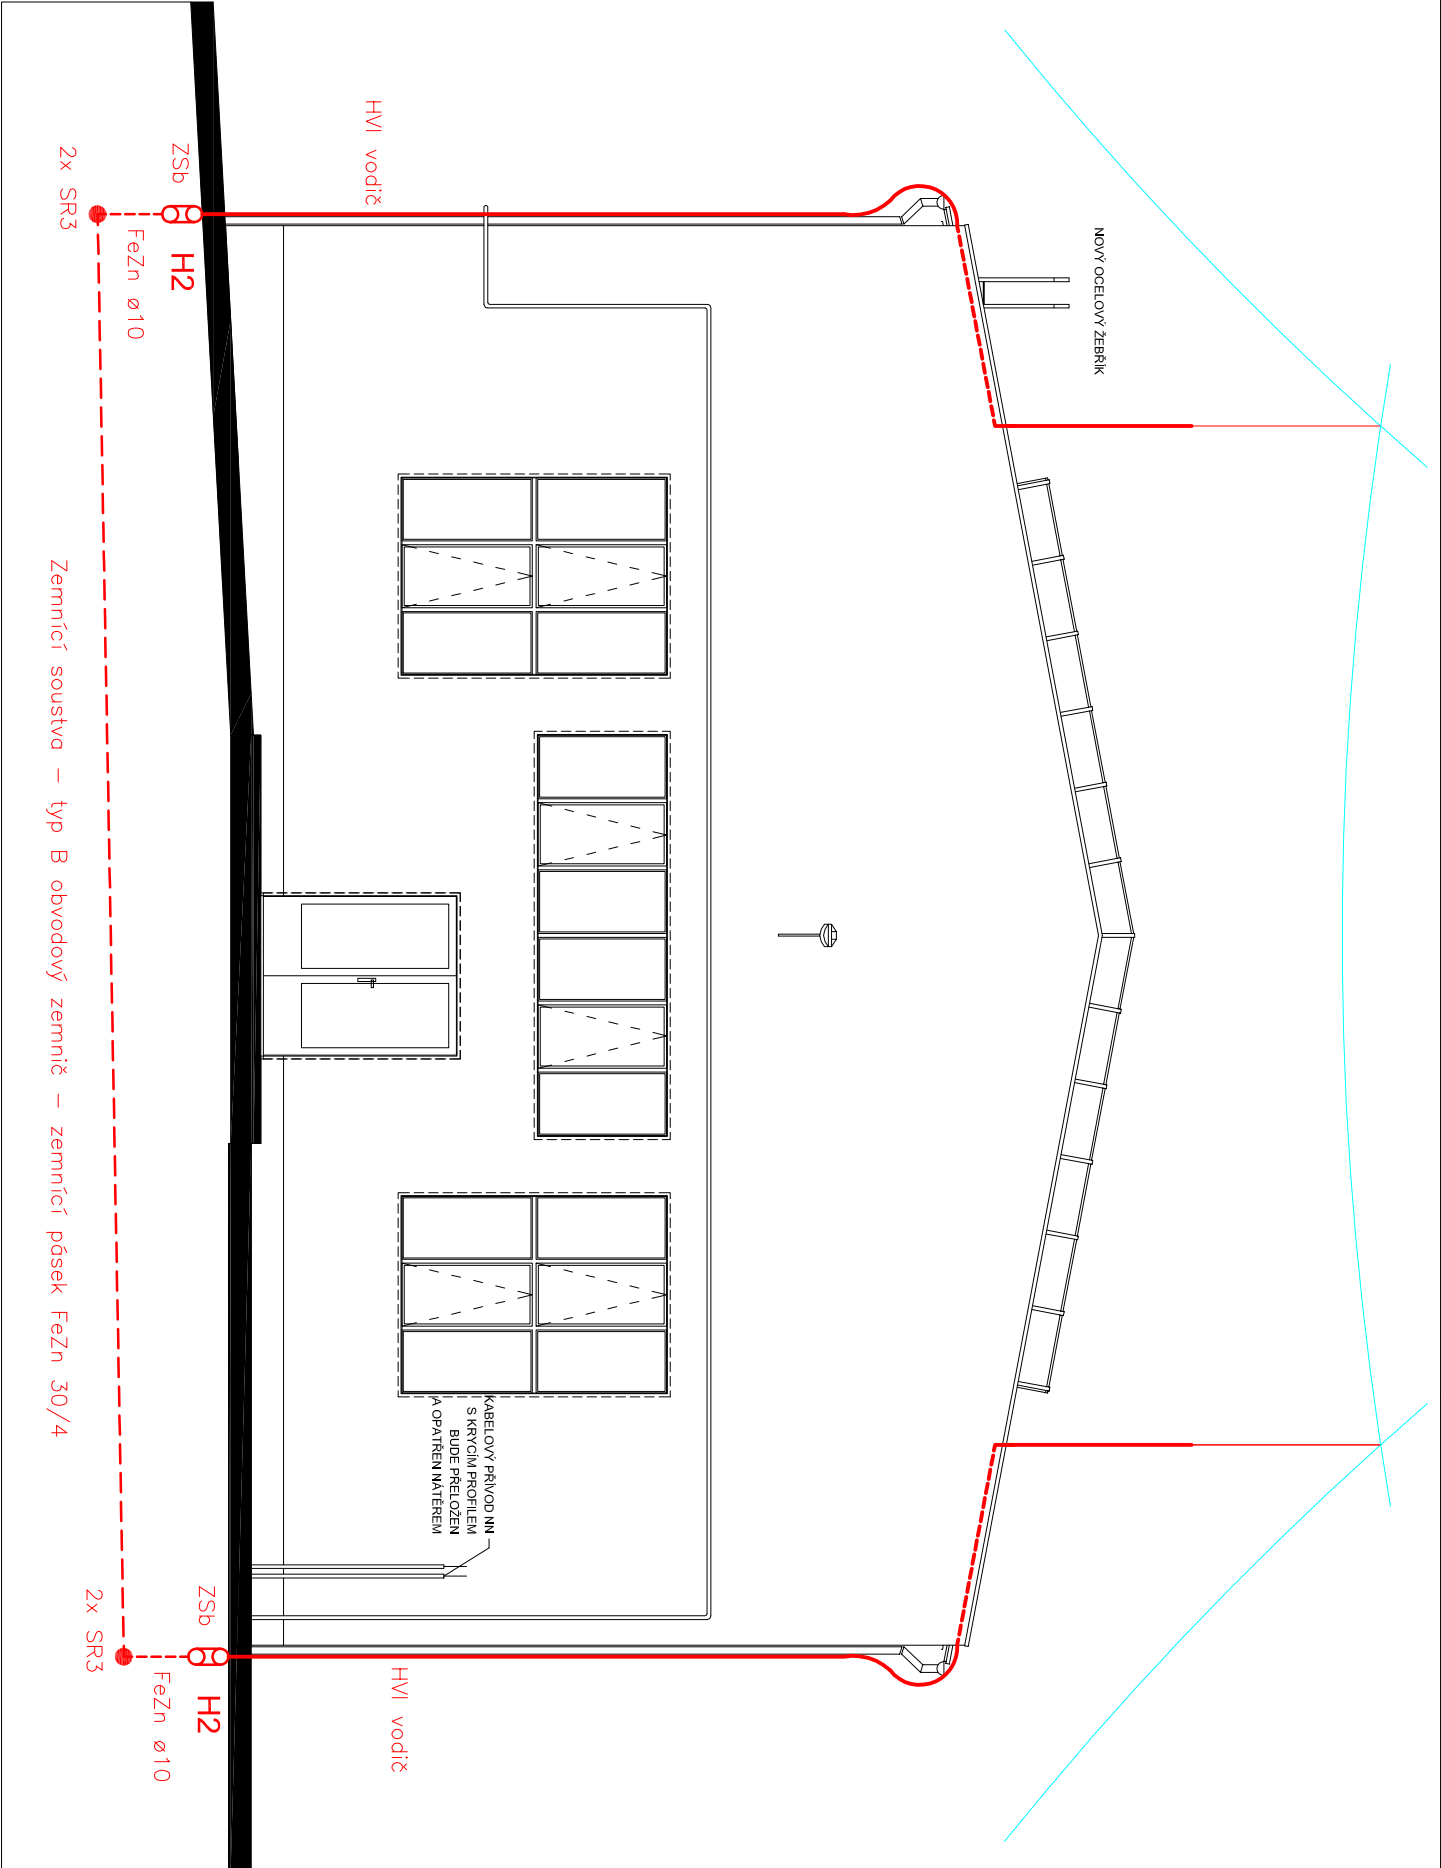 NOVÝ OCELOVÝ ŽEBŘÍK
KABELOVÝ PŘÍVOD NN
S KRYCÍM PROFILEM
BUDE PŘELOŽEN
A OPATŘEN NÁTĚREM
HVI vodič
HVI vodič
ZSb
H2
FeZn ø10
2x SR3
ZSb
H2
FeZn ø10
2x SR3
Zemnící soustva – typ B obvodový zemnič – zemnící pásek FeZn 30/4